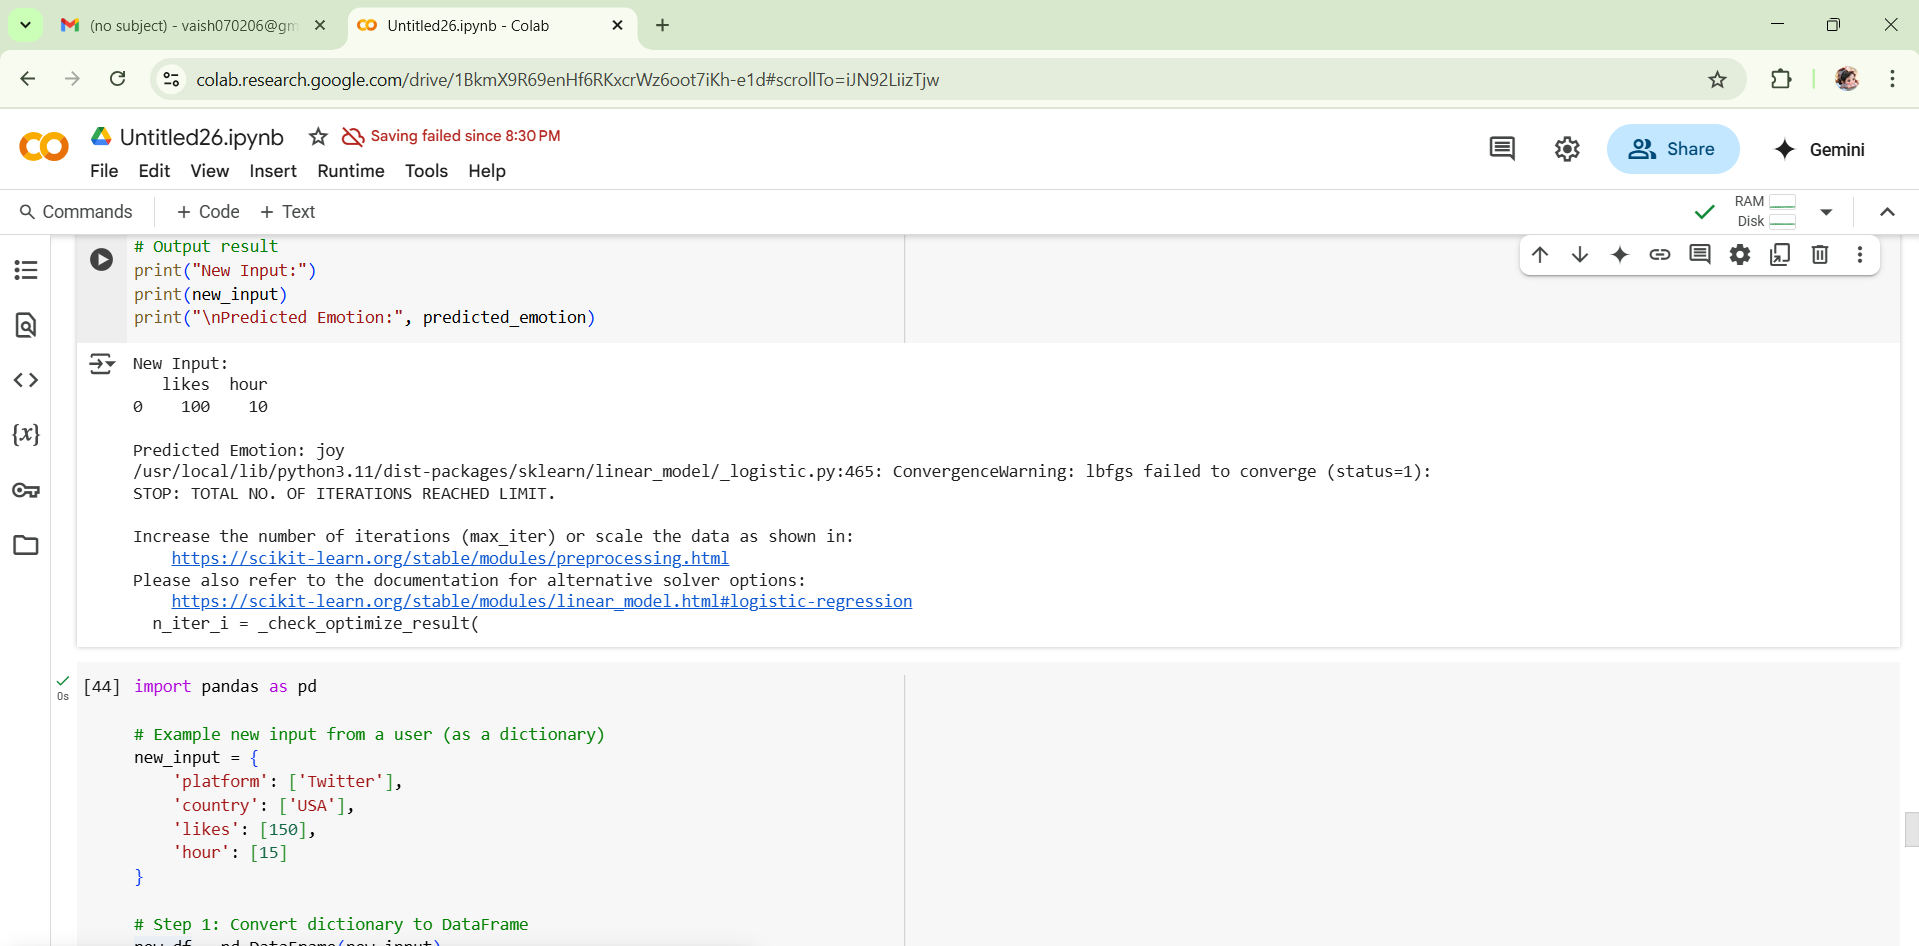 (no subject) - vaish070206@gm
Untitled26.ipynb - Colab
colab.research.google.com/drive/1BkmX9R69enHf6RKxcrWz6oot7iKh-e1d#scrollTo=iJN92LiizTjw
Untitled26.ipynb
Saving failed since 8:30 PM
File Edit View Insert Runtime Tools Help
Share
Gemini
Commands + Code + Text
RAM
Disk
# Output result
print("New Input:")
print(new_input)
print("\nPredicted Emotion:", predicted_emotion)
New Input:
likes hour
0 100 10
Predicted Emotion: joy
/usr/local/lib/python3.11/dist-packages/sklearn/linear_model/_logistic.py:465: ConvergenceWarning: lbfgs failed to converge (status=1):
STOP: TOTAL NO. OF ITERATIONS REACHED LIMIT.
Increase the number of iterations (max_iter) or scale the data as shown in:
https://scikit-learn.org/stable/modules/preprocessing.html
Please also refer to the documentation for alternative solver options:
https://scikit-learn.org/stable/modules/linear_model.html#logistic-regression
n_iter_i = _check_optimize_result(
0s
[44] import pandas as pd
# Example new input from a user (as a dictionary)
new_input = {
'platform': ['Twitter'],
'country': ['USA'],
'likes': [150],
'hour': [15]
}
# Step 1: Convert dictionary to DataFrame
new_df = pd.DataFrame(new_input)